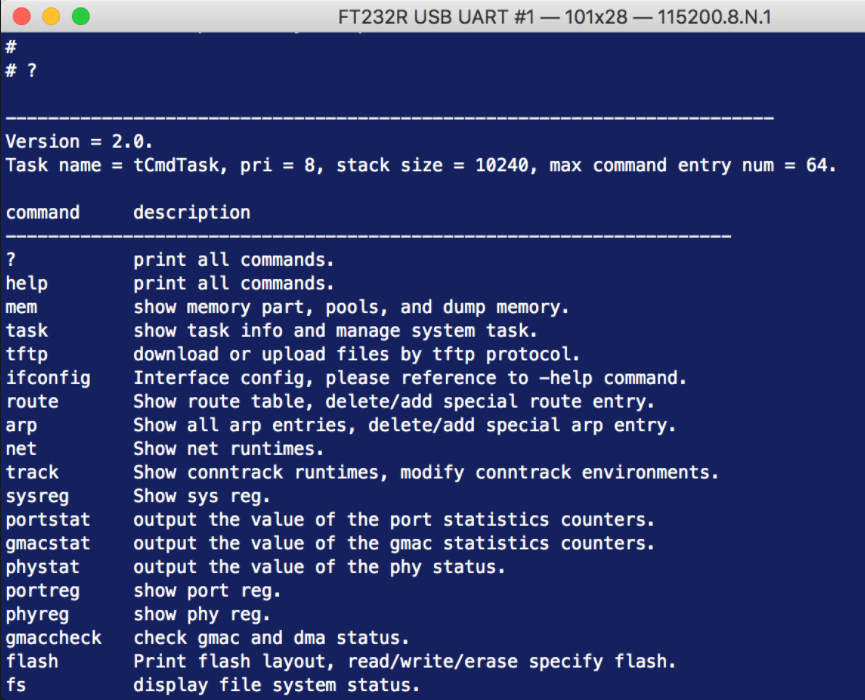 FT232R USB UART #1 — 101x28 — 115200.8.N.1
#
# ?
------------------------------------------------------------------------
Version = 2.0.
Task name = tCmdTask, pri = 8, stack size = 10240, max command entry num = 64.
command     description
--------------------------------------------------------------------
?           print all commands.
help        print all commands.
mem         show memory part, pools, and dump memory.
task        show task info and manage system task.
tftp        download or upload files by tftp protocol.
ifconfig    Interface config, please reference to -help command.
route       Show route table, delete/add special route entry.
arp         Show all arp entries, delete/add special arp entry.
net         Show net runtimes.
track       Show conntrack runtimes, modify conntrack environments.
sysreg      Show sys reg.
portstat    output the value of the port statistics counters.
gmacstat    output the value of the gmac statistics counters.
phystat     output the value of the phy status.
portreg     show port reg.
phyreg      show phy reg.
gmaccheck   check gmac and dma status.
flash       Print flash layout, read/write/erase specify flash.
fs          display file system status.